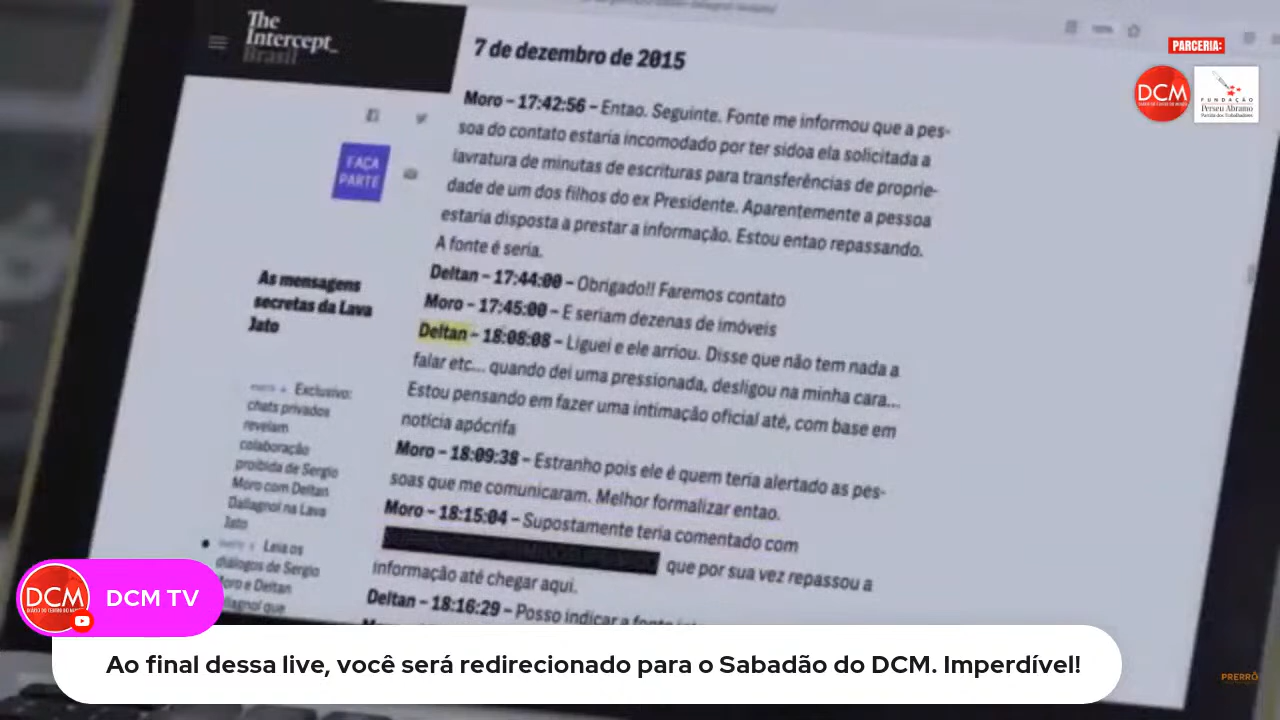 The
Intercept_
Brasil
7 de dezembro de 2015
PARCERIA:
DCM
FUNDAÇÃO
Perseu Abramo
Partido dos Trabalhadores
Moro – 17:42:56 – Entao. Seguinte. Fonte me informou que a pes-
soa do contato estaria incomodado por ter sidoa ela solicitada a
lavratura de minutas de escrituras para transferências de proprie-
dade de um dos filhos do ex Presidente. Aparentemente a pessoa
estaria disposta a prestar a informação. Estou entao repassando.
A fonte é seria.
Deltan – 17:44:00 – Obrigado!! Faremos contato
Moro – 17:45:00 – E seriam dezenas de imóveis
Deltan – 18:08:08 – Liguei e ele arriou. Disse que não tem nada a
falar etc... quando dei uma pressionada, desligou na minha cara...
Estou pensando em fazer uma intimação oficial até, com base em
notícia apócrifa
Moro – 18:09:38 – Estranho pois ele é quem teria alertado as pes-
soas que me comunicaram. Melhor formalizar entao.
Moro – 18:15:04 – Supostamente teria comentado com
que por sua vez repassou a
informação até chegar aqui.
Deltan – 18:16:29 – Posso indicar a fonte
FAÇA
PARTE
As mensagens
secretas da Lava
Jato
Exclusivo:
chats privados
revelam
colaboração
proibida de Sergio
Moro com Deltan
Dallagnol na Lava
Jato
Leia os
diálogos de Sergio
Moro e Deltan
Dallagnol que
DCM
DCM TV
Ao final dessa live, você será redirecionado para o Sabadão do DCM. Imperdível!
PRERRÔ